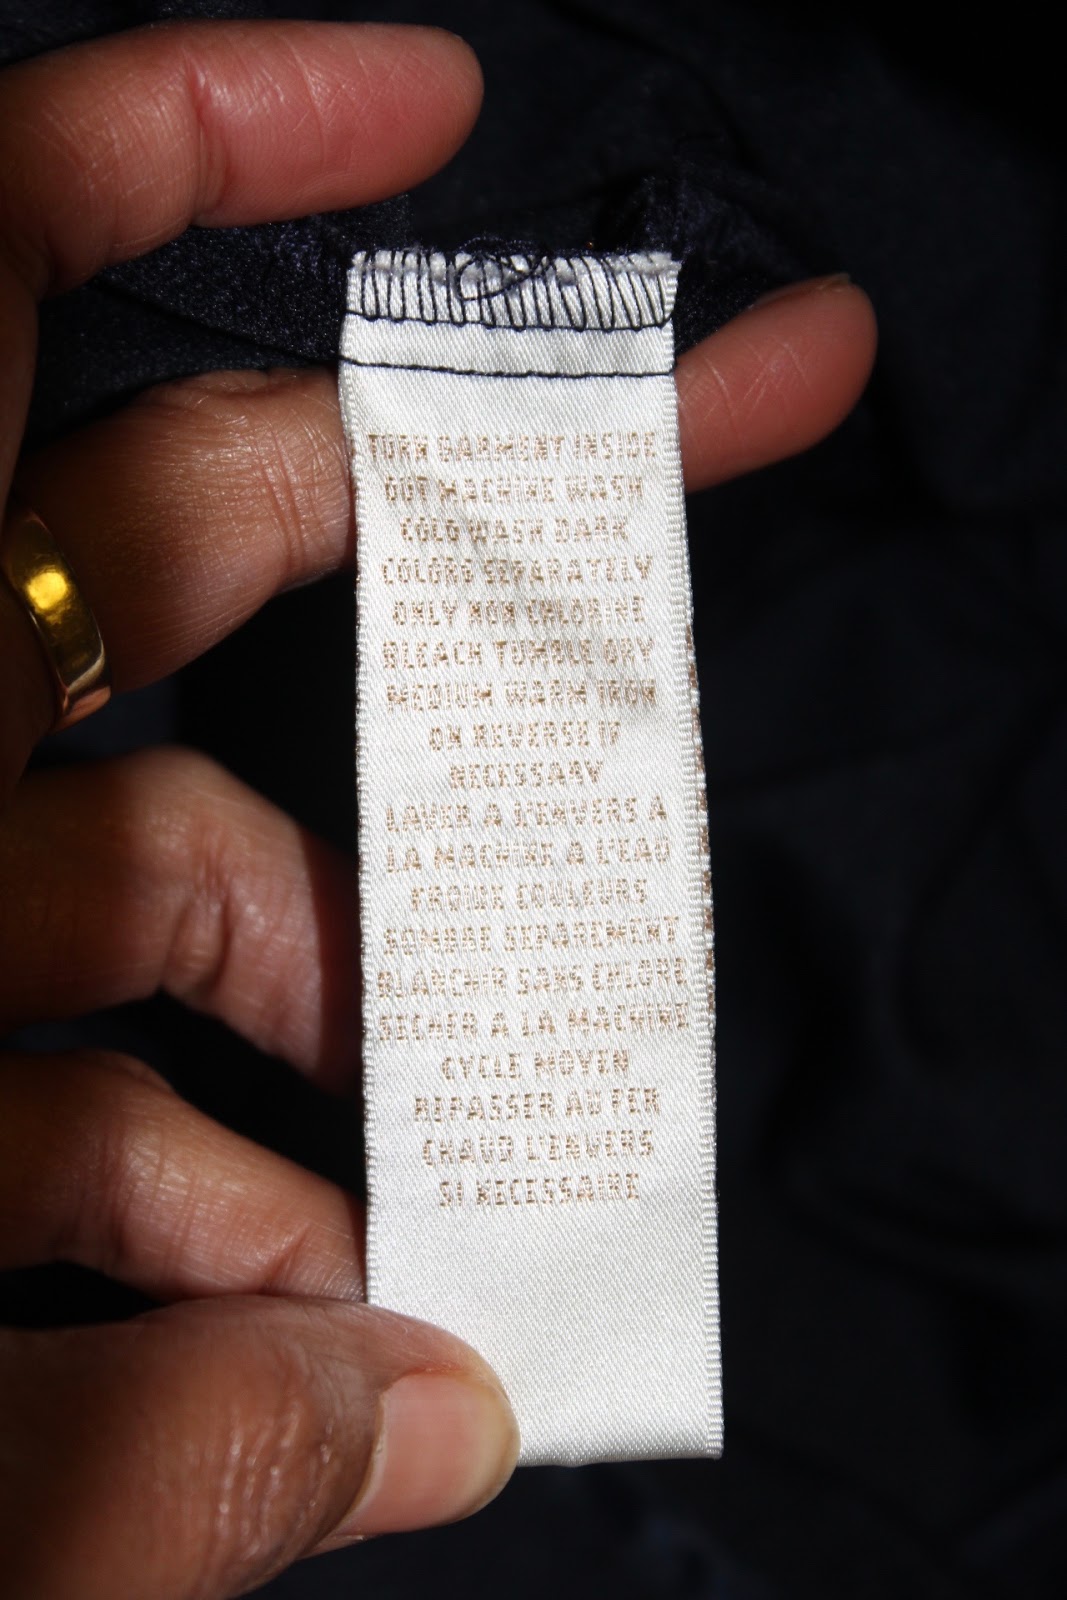 TURN GARMENT INSIDE
OUT MACHINE WASH
COLD WASH DARK
COLORS SEPARATELY
ONLY NON CHLORINE
BLEACH TUMBLE DRY
MEDIUM WARM IRON
ON REVERSE IF
NECESSARY
LAVER A L'ENVERS A
LA MACHINE A L'EAU
FROIDE COULEURS
SOMBRE SEPAREMENT
BLANCHIR SANS CHLORE
SECHER A LA MACHINE
CYCLE MOYEN
REPASSER AU FER
CHAUD L'ENVERS
SI NECESSAIRE